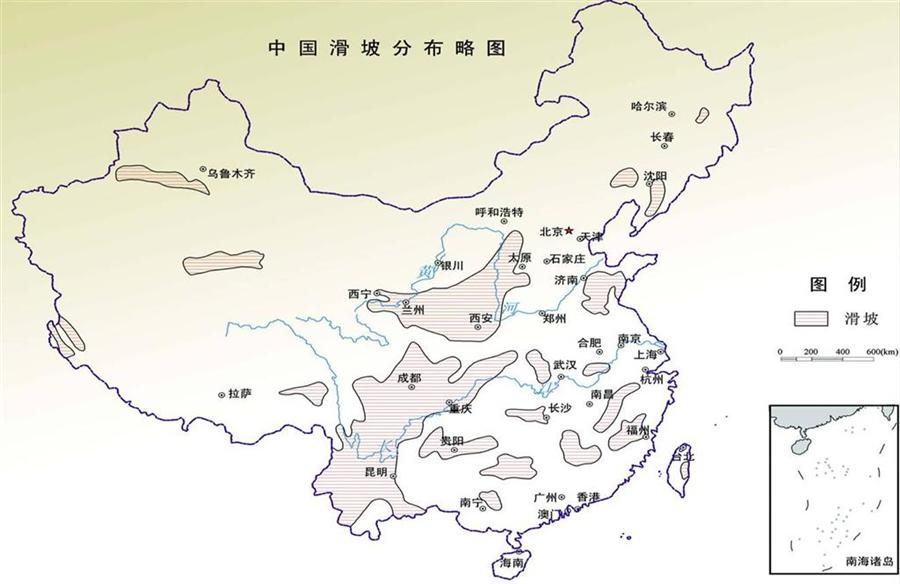 中国滑坡分布略图
哈尔滨
长春
沈阳
乌鲁木齐
呼和浩特
北京
天津
银川
黄
太原
石家庄
济南
西宁
兰州
河
西安
郑州
图 例
滑坡
0 200 400 600(km)
合肥
南京
上海
杭州
武汉
成都
拉萨
重庆
南昌
长沙
贵阳
福州
长
江
台北
昆明
南宁
广州
香港
澳门
海南
南海诸岛